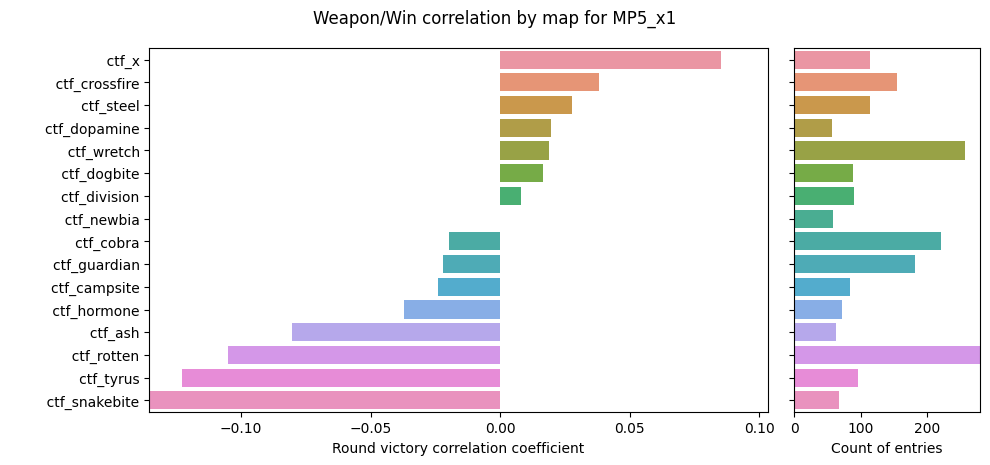 Weapon/Win correlation by map for MP5_x1
ctf_x
ctf_crossfire
ctf_steel
ctf_dopamine
ctf_wretch
ctf_dogbite
ctf_division
ctf_newbia
ctf_cobra
ctf_guardian
ctf_campsite
ctf_hormone
ctf_ash
ctf_rotten
ctf_tyrus
ctf_snakebite
−0.10 −0.05 0.00 0.05 0.10
Round victory correlation coefficient
0 100 200
Count of entries